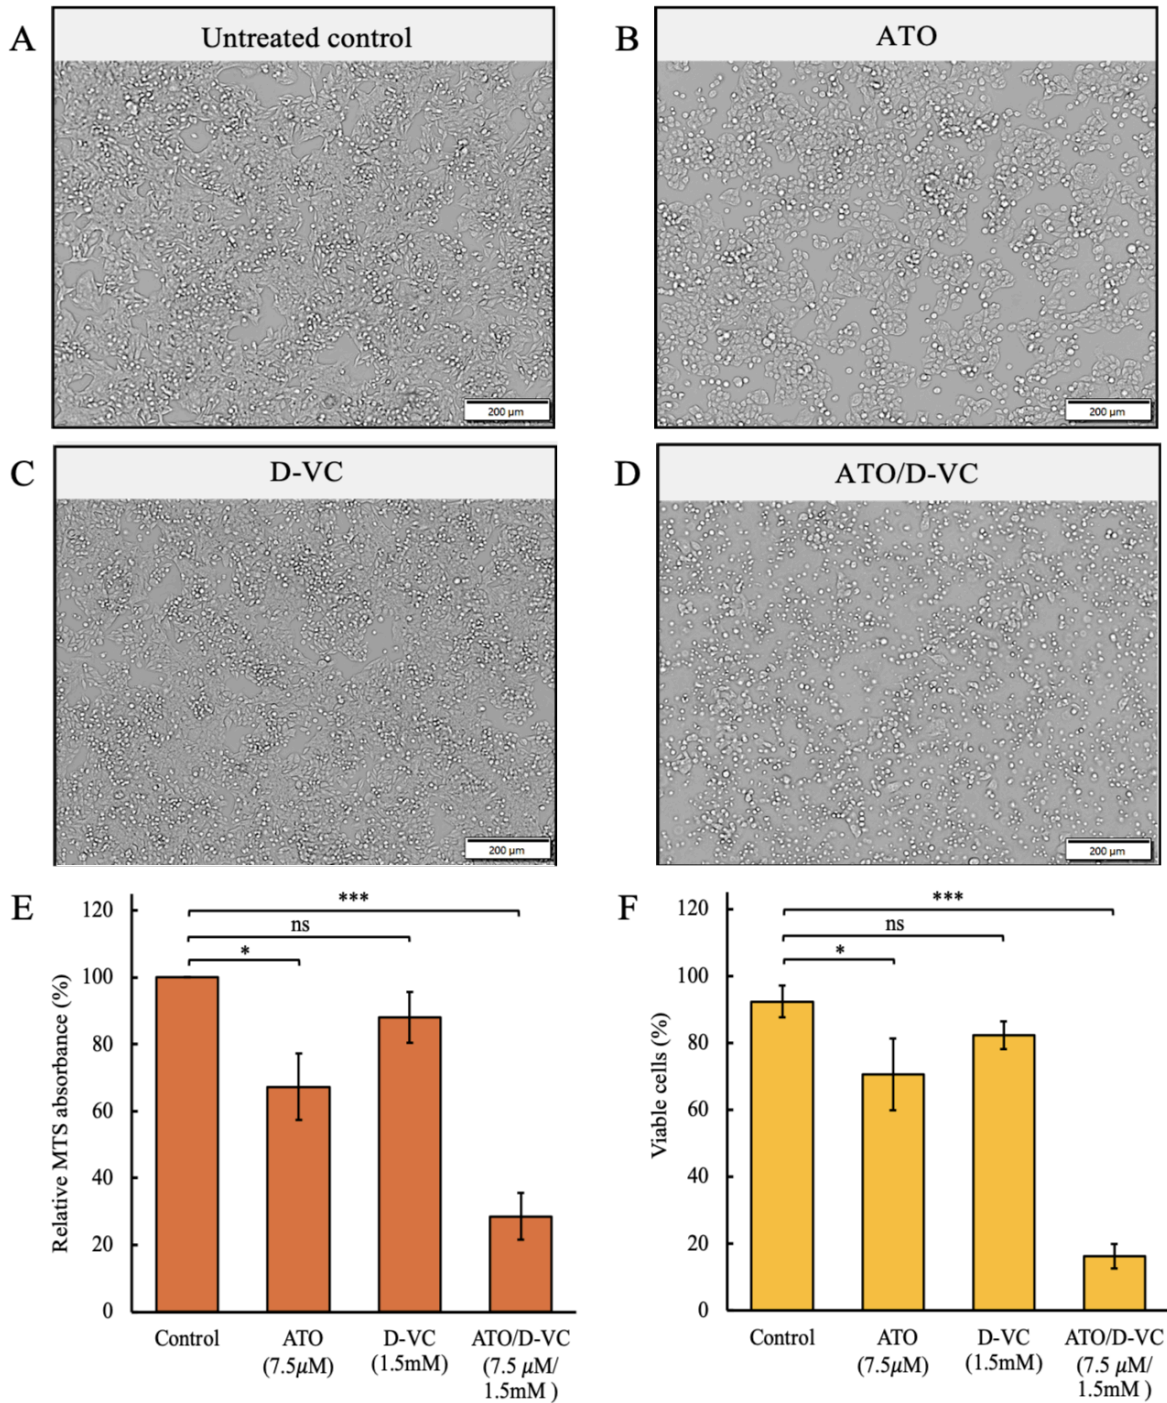 A
Untreated control
200 µm
B
ATO
200 µm
C
D-VC
200 µm
D
ATO/D-VC
200 µm
E
Relative MTS absorbance (%)
120
100
80
60
40
20
0
***
ns
*
Control
ATO
(7.5µM)
D-VC
(1.5mM)
ATO/D-VC
(7.5 µM/
1.5mM )
F
Viable cells (%)
120
100
80
60
40
20
0
***
ns
*
Control
ATO
(7.5µM)
D-VC
(1.5mM)
ATO/D-VC
(7.5 µM/
1.5mM )